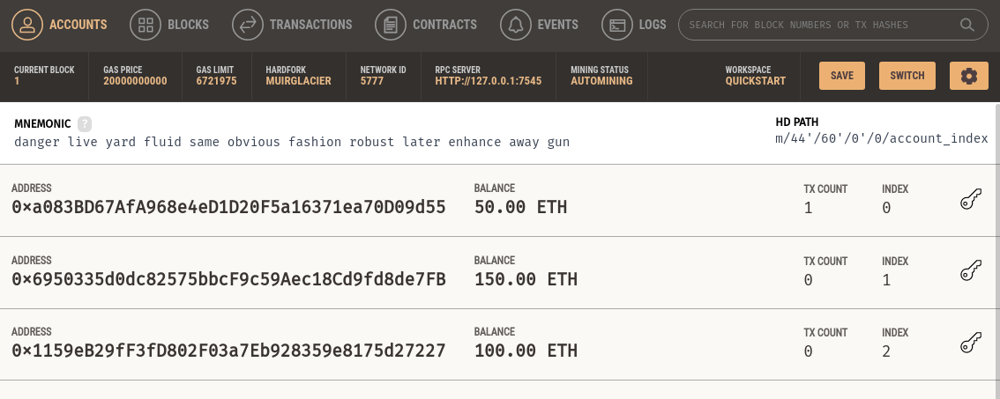 ACCOUNTS BLOCKS TRANSACTIONS CONTRACTS EVENTS LOGS SEARCH FOR BLOCK NUMBERS OR TX HASHES
CURRENT BLOCK GAS PRICE GAS LIMIT HARDFORK NETWORK ID RPC SERVER MINING STATUS WORKSPACE
1 20000000000 6721975 MUIRGLACIER 5777 HTTP://127.0.0.1:7545 AUTOMINING QUICKSTART SAVE SWITCH
MNEMONIC ? HD PATH
danger live yard fluid same obvious fashion robust later enhance away gun m/44'/60'/0'/0/account_index
ADDRESS BALANCE TX COUNT INDEX
0×a083BD67AfA968e4eD1D20F5a16371ea70D09d55 50.00 ETH 1 0
ADDRESS BALANCE TX COUNT INDEX
0×6950335d0dc82575bbcF9c59Aec18Cd9fd8de7FB 150.00 ETH 0 1
ADDRESS BALANCE TX COUNT INDEX
0×1159eB29fF3fD802F03a7Eb928359e8175d27227 100.00 ETH 0 2